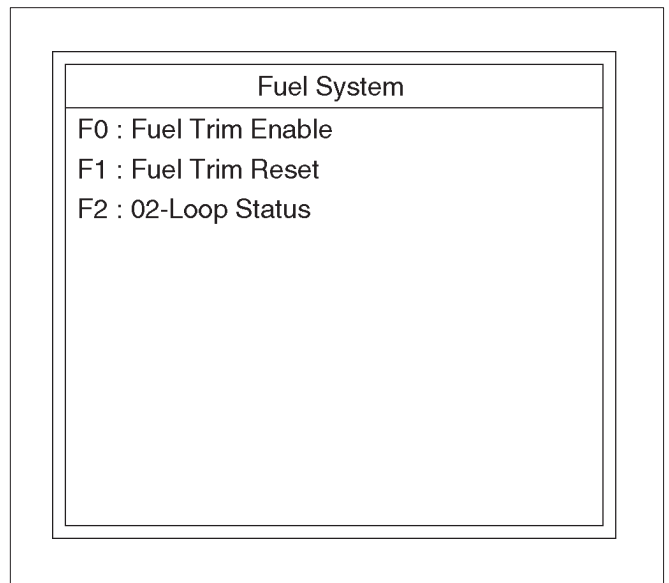 Fuel System
F0 : Fuel Trim Enable
F1 : Fuel Trim Reset
F2 : 02-Loop Status